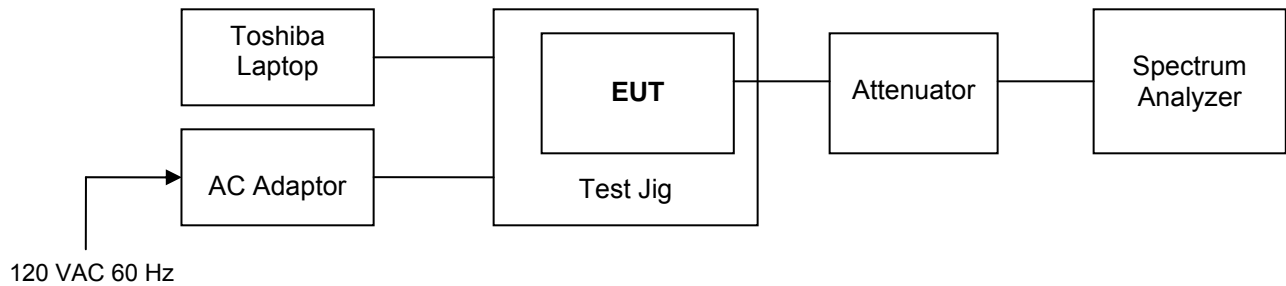 Toshiba
Laptop
EUT
Attenuator
Spectrum
Analyzer
AC Adaptor
Test Jig
120 VAC 60 Hz